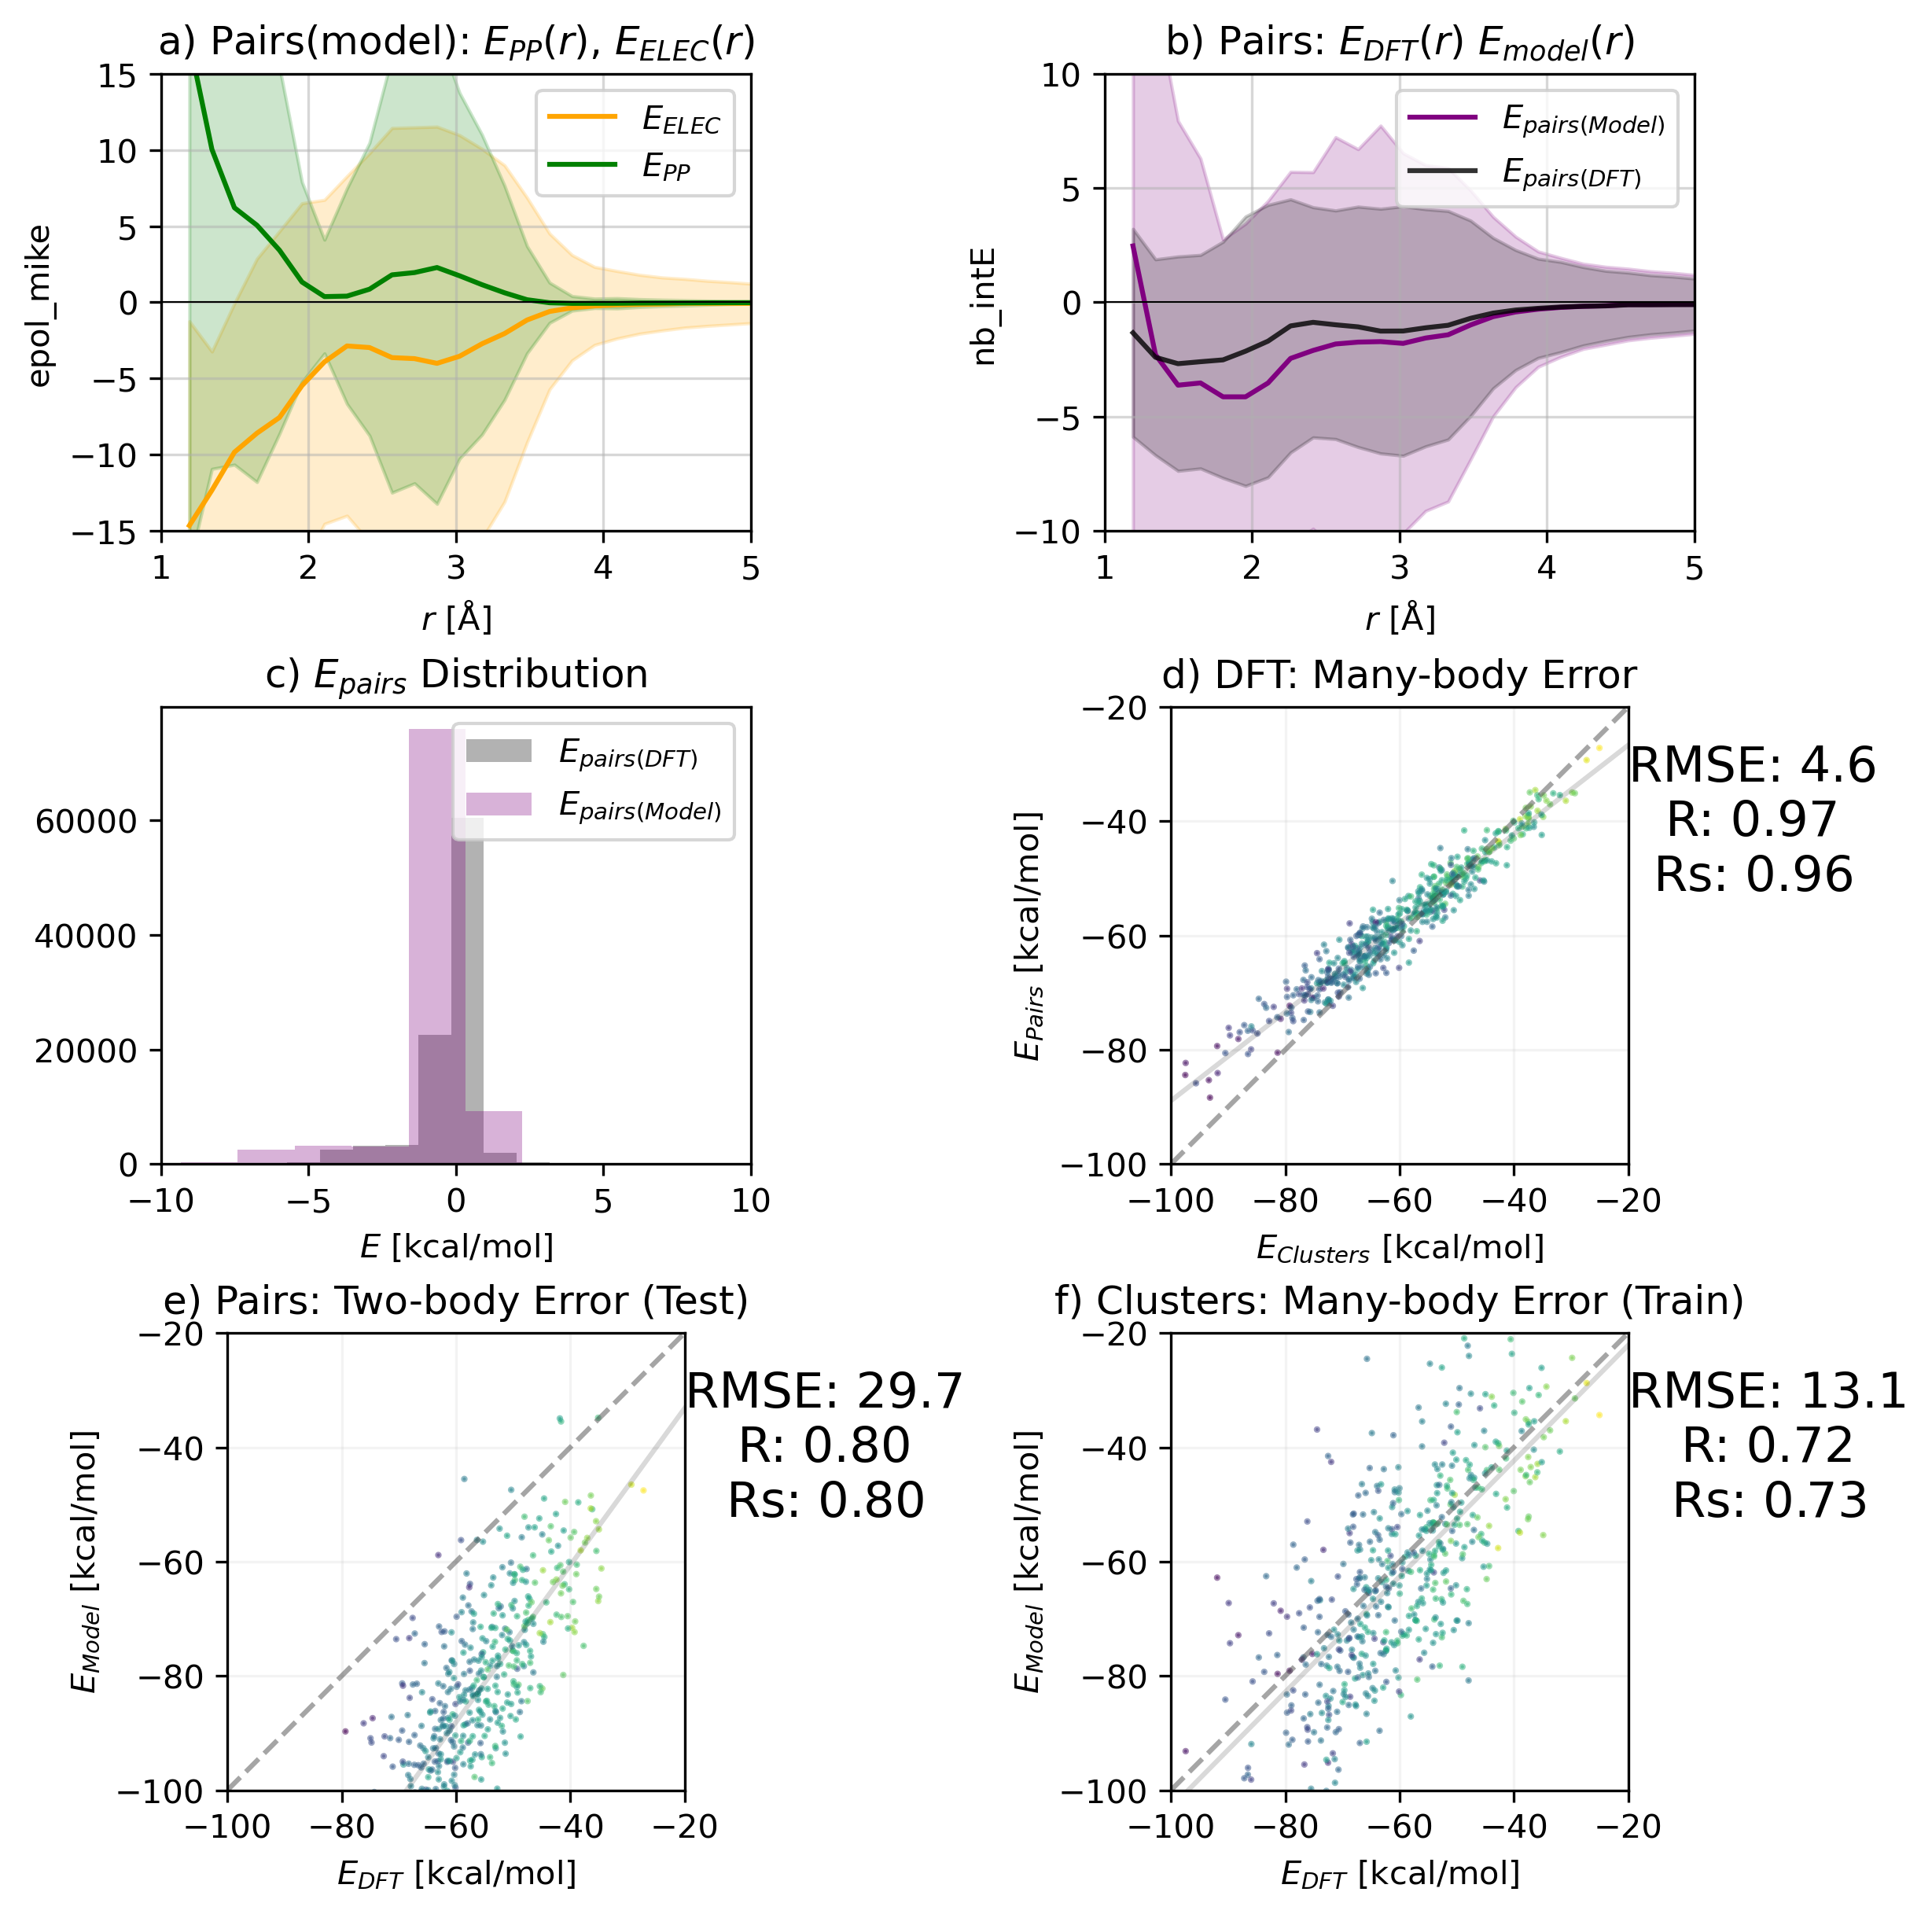 a) Pairs(model): E_PP(r), E_ELEC(r)
15
10
5
0
−5
−10
−15
epol_mike
E_ELEC
E_PP
1 2 3 4 5
r [Å]
b) Pairs: E_DFT(r) E_model(r)
10
5
0
−5
−10
nb_intE
E_pairs(Model)
E_pairs(DFT)
1 2 3 4 5
r [Å]
c) E_pairs Distribution
60000
40000
20000
0
E_pairs(DFT)
E_pairs(Model)
−10 −5 0 5 10
E [kcal/mol]
d) DFT: Many-body Error
−20
−40
−60
−80
−100
E_Pairs [kcal/mol]
RMSE: 4.6
R: 0.97
Rs: 0.96
−100 −80 −60 −40 −20
E_Clusters [kcal/mol]
e) Pairs: Two-body Error (Test)
−20
−40
−60
−80
−100
E_Model [kcal/mol]
RMSE: 29.7
R: 0.80
Rs: 0.80
−100 −80 −60 −40 −20
E_DFT [kcal/mol]
f) Clusters: Many-body Error (Train)
−20
−40
−60
−80
−100
E_Model [kcal/mol]
RMSE: 13.1
R: 0.72
Rs: 0.73
−100 −80 −60 −40 −20
E_DFT [kcal/mol]